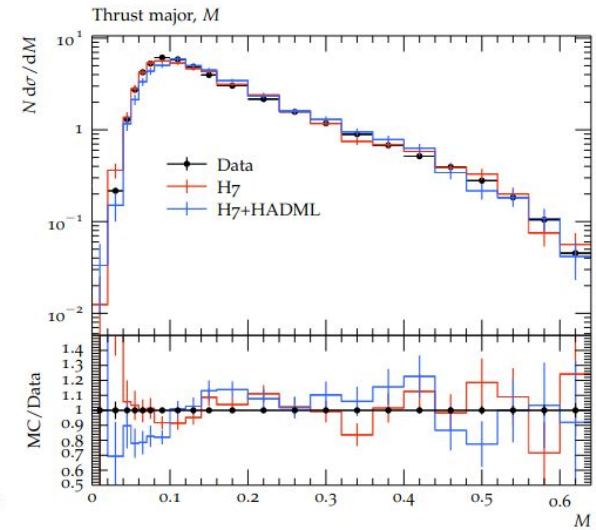 Thrust major, M
N dσ/dM
10¹
1
10⁻¹
10⁻²
Data
H7
H7+HADML
MC/Data
1.4
1.3
1.2
1.1
1
0.9
0.8
0.7
0.6
0.5
0 0.1 0.2 0.3 0.4 0.5 0.6
M